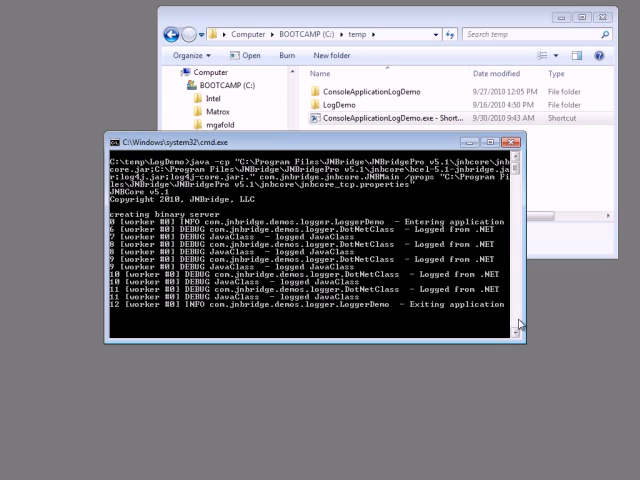 Computer ▸ BOOTCAMP (C:) ▸ temp ▸
Search temp
Organize
Open
Burn
New folder
Computer
BOOTCAMP (C:)
Intel
Matrox
mgafold
Name
Date modified
Type
ConsoleApplicationLogDemo
9/27/2010 12:05 PM
File folder
LogDemo
9/16/2010 4:50 PM
File folder
ConsoleApplicationLogDemo.exe - Short...
9/30/2010 9:43 AM
Shortcut
C:\Windows\system32\cmd.exe
C:\temp\LogDemo>java -cp "C:\Program Files\JNBridge\JNBridgePro v5.1\jnbcore\jnb
core.jar;C:\Program Files\JNBridge\JNBridgePro v5.1\jnbcore\bcel-5.1-jnbridge.ja
r;log4j.jar;log4j-core.jar;." com.jnbridge.jnbcore.JNBMain /props "C:\Program Fi
les\JNBridge\JNBridgePro v5.1\jnbcore\jnbcore_tcp.properties"
JNBCore v5.1
Copyright 2010, JNBridge, LLC
creating binary server
0 [worker #0] INFO com.jnbridge.demos.logger.LoggerDemo - Entering application
6 [worker #0] DEBUG com.jnbridge.demos.logger.DotNetClass - Logged from .NET
7 [worker #0] DEBUG JavaClass - logged JavaClass
8 [worker #0] DEBUG com.jnbridge.demos.logger.DotNetClass - Logged from .NET
8 [worker #0] DEBUG JavaClass - logged JavaClass
9 [worker #0] DEBUG com.jnbridge.demos.logger.DotNetClass - Logged from .NET
9 [worker #0] DEBUG JavaClass - logged JavaClass
10 [worker #0] DEBUG com.jnbridge.demos.logger.DotNetClass - Logged from .NET
10 [worker #0] DEBUG JavaClass - logged JavaClass
11 [worker #0] DEBUG com.jnbridge.demos.logger.DotNetClass - Logged from .NET
11 [worker #0] DEBUG JavaClass - logged JavaClass
12 [worker #0] INFO com.jnbridge.demos.logger.LoggerDemo - Exiting application